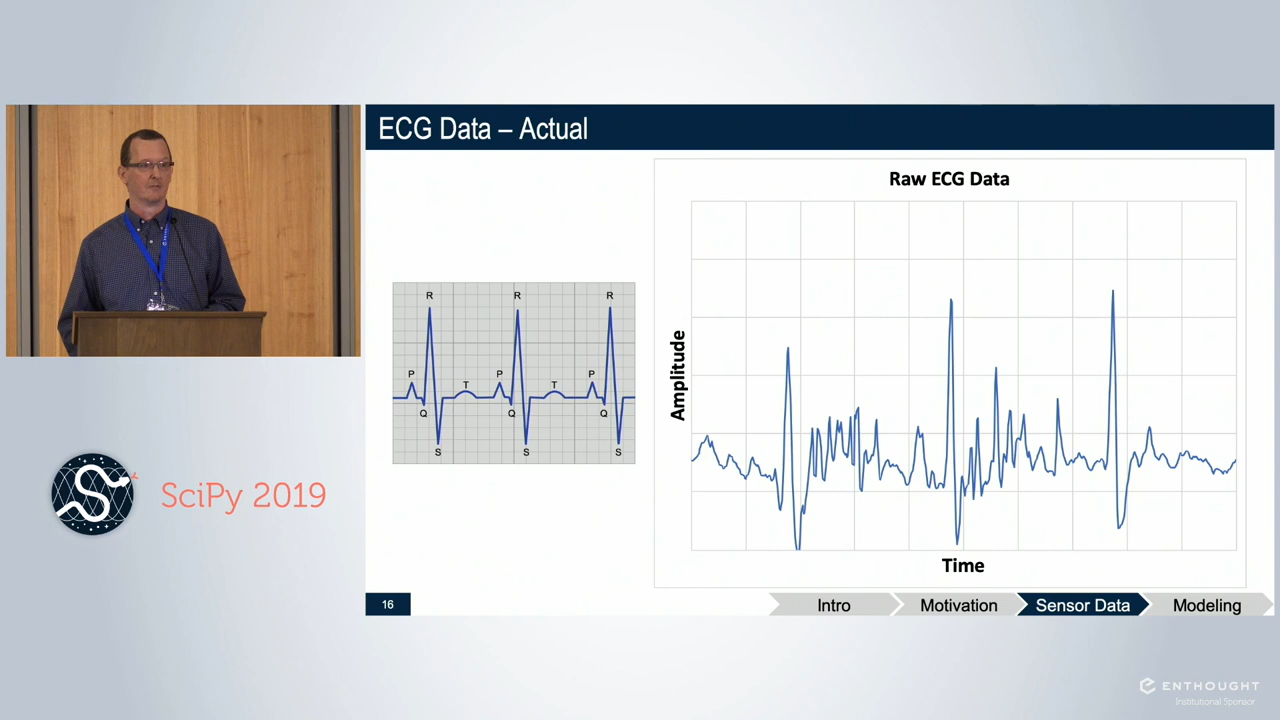 ECG Data – Actual
Raw ECG Data
Amplitude
Time
R R R
P P P
T T
Q Q Q
S S S
SciPy 2019
16
Intro Motivation Sensor Data Modeling
ENTHOUGHT
Institutional Sponsor